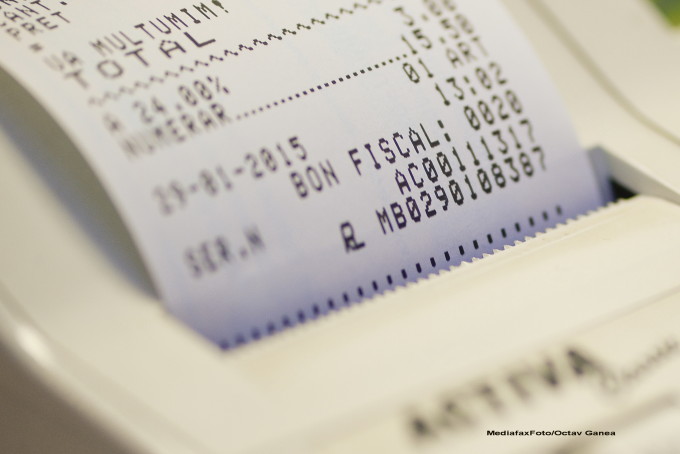 CANT.
PRET
VA MULTUMIM!
TOTAL 15.50
A 24.00% 3.00
NUMERAR 01 ART
29-01-2015 13:02
BON FISCAL: 0020
AC00111317
SER.N MB0290108387
ACTIVA
MediafaxFoto/Octav Ganea